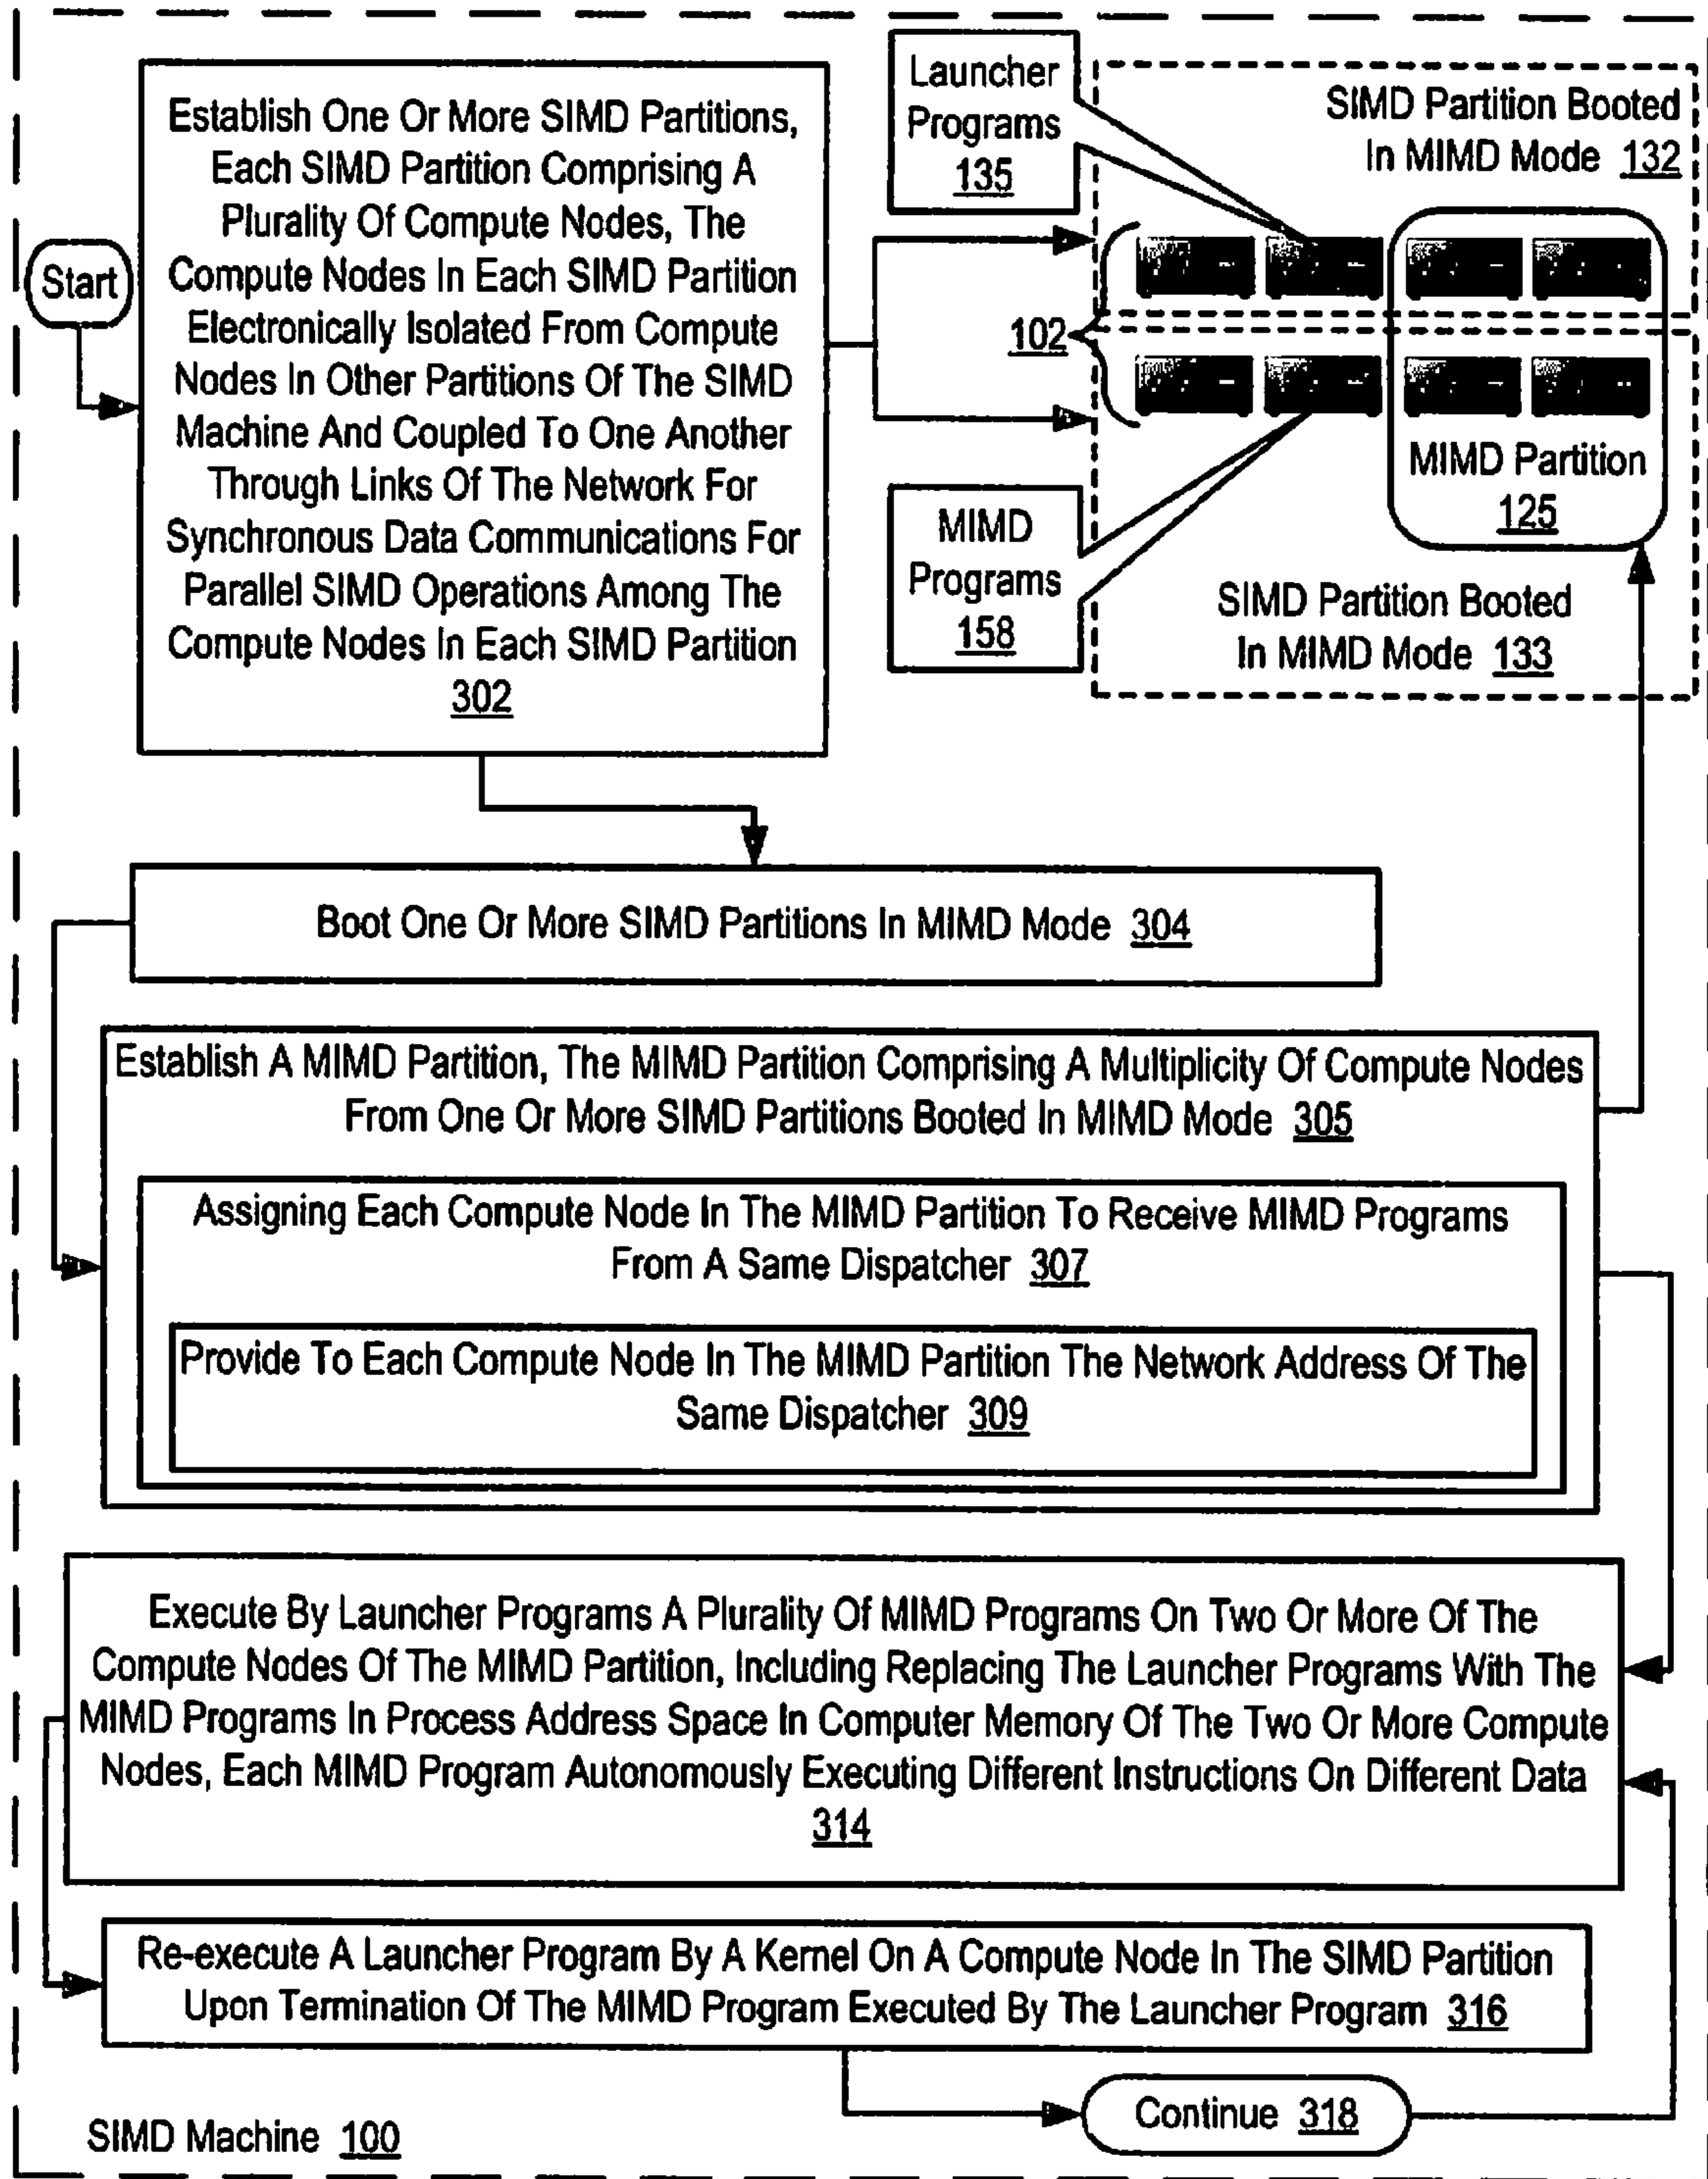 Start
Establish One Or More SIMD Partitions,
Each SIMD Partition Comprising A
Plurality Of Compute Nodes, The
Compute Nodes In Each SIMD Partition
Electronically Isolated From Compute
Nodes In Other Partitions Of The SIMD
Machine And Coupled To One Another
Through Links Of The Network For
Synchronous Data Communications For
Parallel SIMD Operations Among The
Compute Nodes In Each SIMD Partition
302
Launcher
Programs
135
SIMD Partition Booted
In MIMD Mode 132
102
MIMD Partition
125
MIMD
Programs
158
SIMD Partition Booted
In MIMD Mode 133
Boot One Or More SIMD Partitions In MIMD Mode 304
Establish A MIMD Partition, The MIMD Partition Comprising A Multiplicity Of Compute Nodes
From One Or More SIMD Partitions Booted In MIMD Mode 305
Assigning Each Compute Node In The MIMD Partition To Receive MIMD Programs
From A Same Dispatcher 307
Provide To Each Compute Node In The MIMD Partition The Network Address Of The
Same Dispatcher 309
Execute By Launcher Programs A Plurality Of MIMD Programs On Two Or More Of The
Compute Nodes Of The MIMD Partition, Including Replacing The Launcher Programs With The
MIMD Programs In Process Address Space In Computer Memory Of The Two Or More Compute
Nodes, Each MIMD Program Autonomously Executing Different Instructions On Different Data
314
Re-execute A Launcher Program By A Kernel On A Compute Node In The SIMD Partition
Upon Termination Of The MIMD Program Executed By The Launcher Program 316
Continue 318
SIMD Machine 100